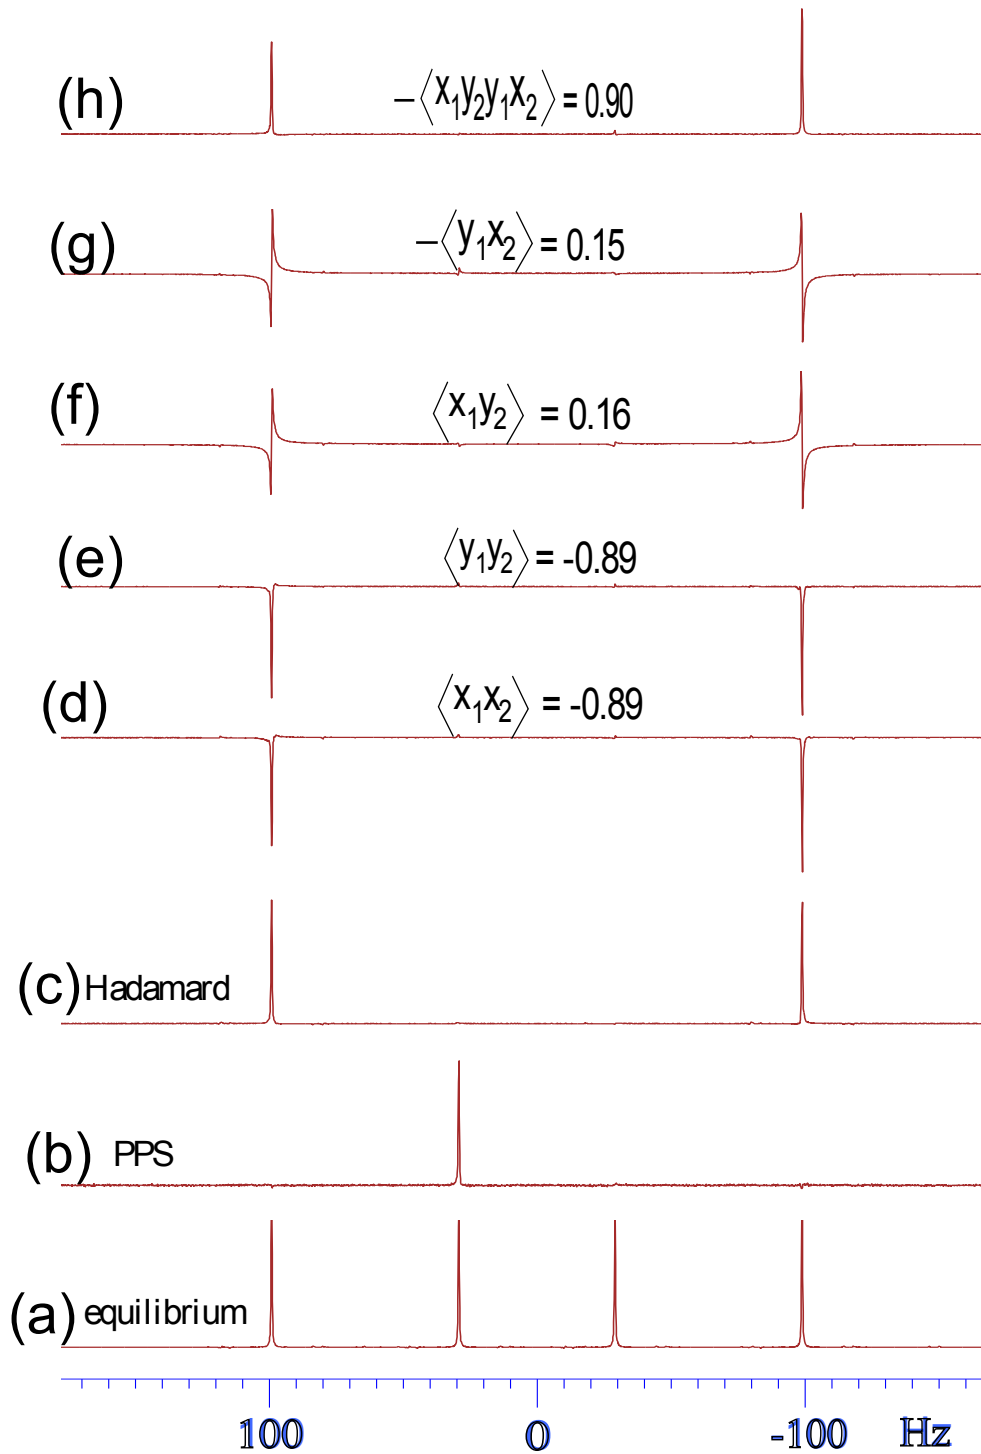 (h) –⟨x₁y₂y₁x₂⟩ = 0.90
(g) –⟨y₁x₂⟩ = 0.15
(f) ⟨x₁y₂⟩ = 0.16
(e) ⟨y₁y₂⟩ = -0.89
(d) ⟨x₁x₂⟩ = -0.89
(c) Hadamard
(b) PPS
(a) equilibrium
100 0 -100 Hz